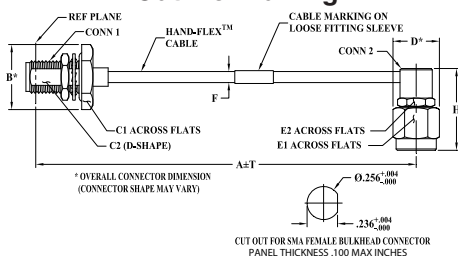 REF PLANE
CONN 1
HAND-FLEX™
CABLE
CABLE MARKING ON
LOOSE FITTING SLEEVE
D*
CONN 2
B*
F
H
C1 ACROSS FLATS
C2 (D-SHAPE)
E2 ACROSS FLATS
E1 ACROSS FLATS
A±T
* OVERALL CONNECTOR DIMENSION
(CONNECTOR SHAPE MAY VARY)
Ø.256 +.004 -.000
.236 +.004 -.000
CUT OUT FOR SMA FEMALE BULKHEAD CONNECTOR
PANEL THICKNESS .100 MAX INCHES